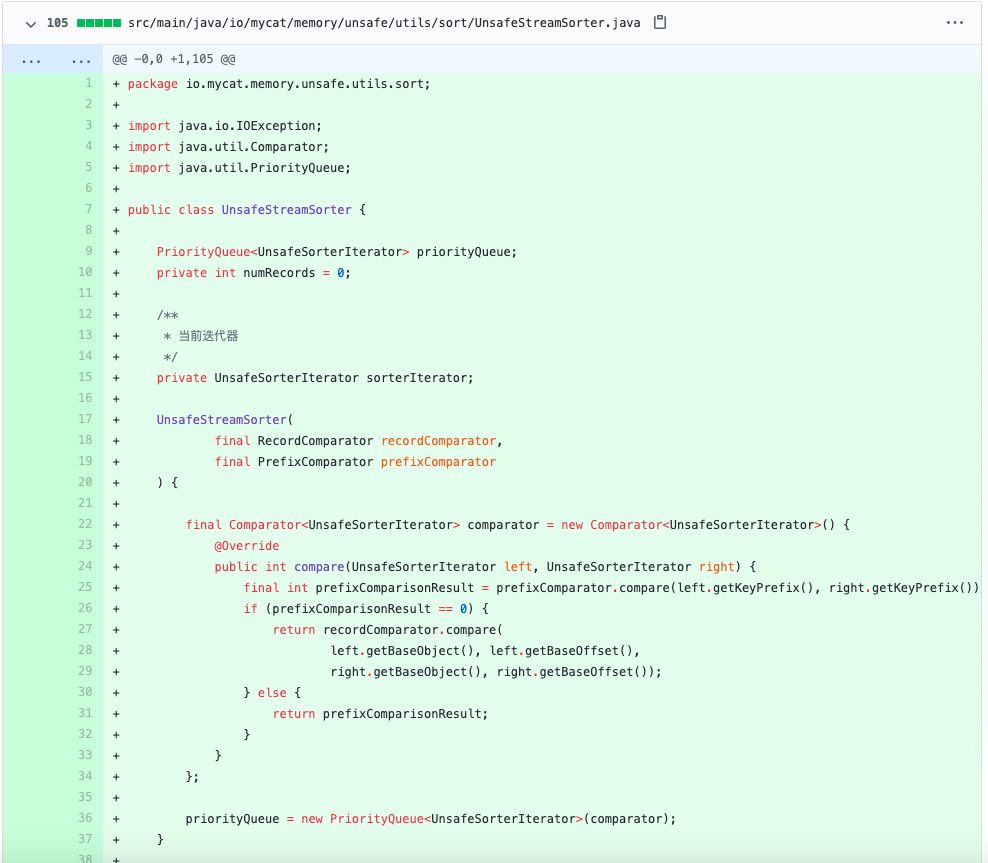 105 src/main/java/io/mycat/memory/unsafe/utils/sort/UnsafeStreamSorter.java ...
... ... @@ -0,0 +1,105 @@
1 + package io.mycat.memory.unsafe.utils.sort;
2 +
3 + import java.io.IOException;
4 + import java.util.Comparator;
5 + import java.util.PriorityQueue;
6 +
7 + public class UnsafeStreamSorter {
8 +
9 +     PriorityQueue<UnsafeSorterIterator> priorityQueue;
10 +     private int numRecords = 0;
11 +
12 +     /**
13 +      * 当前迭代器
14 +      */
15 +     private UnsafeSorterIterator sorterIterator;
16 +
17 +     UnsafeStreamSorter(
18 +             final RecordComparator recordComparator,
19 +             final PrefixComparator prefixComparator
20 +     ) {
21 +
22 +         final Comparator<UnsafeSorterIterator> comparator = new Comparator<UnsafeSorterIterator>() {
23 +             @Override
24 +             public int compare(UnsafeSorterIterator left, UnsafeSorterIterator right) {
25 +                 final int prefixComparisonResult = prefixComparator.compare(left.getKeyPrefix(), right.getKeyPrefix())
26 +                 if (prefixComparisonResult == 0) {
27 +                     return recordComparator.compare(
28 +                             left.getBaseObject(), left.getBaseOffset(),
29 +                             right.getBaseObject(), right.getBaseOffset());
30 +                 } else {
31 +                     return prefixComparisonResult;
32 +                 }
33 +             }
34 +         };
35 +
36 +         priorityQueue = new PriorityQueue<UnsafeSorterIterator>(comparator);
37 +     }
38 +